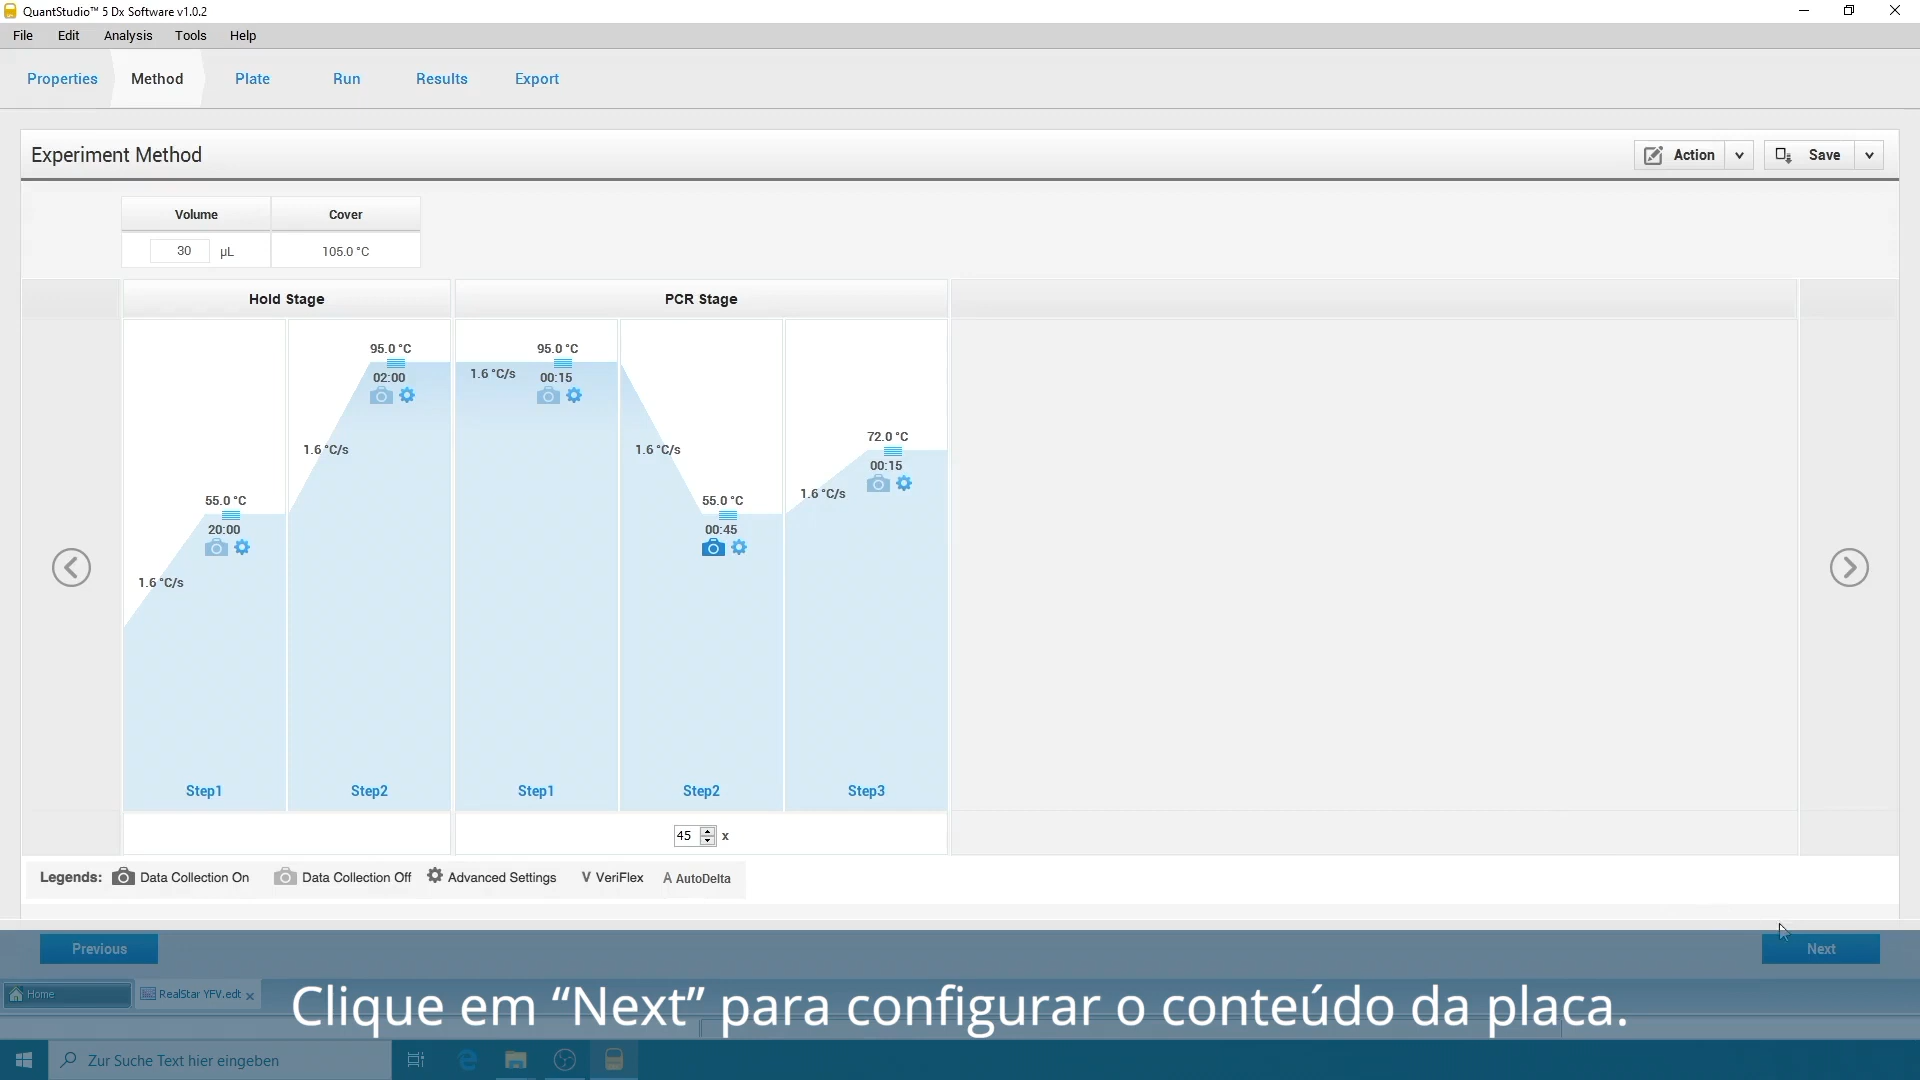 QuantStudio™ 5 Dx Software v1.0.2
File Edit Analysis Tools Help
Properties Method Plate Run Results Export
Experiment Method
Action
Save
Volume Cover
30 µL 105.0 °C
Hold Stage PCR Stage
95.0 °C 95.0 °C
1.6 °C/s
02:00 00:15
72.0 °C
1.6 °C/s 1.6 °C/s
00:15
1.6 °C/s
55.0 °C 55.0 °C
20:00 00:45
1.6 °C/s
Step1 Step2 Step1 Step2 Step3
45 x
Legends: Data Collection On Data Collection Off Advanced Settings V VeriFlex A AutoDelta
Previous Next
Home RealStar YFV.edt x
Clique em “Next” para configurar o conteúdo da placa.
Zur Suche Text hier eingeben